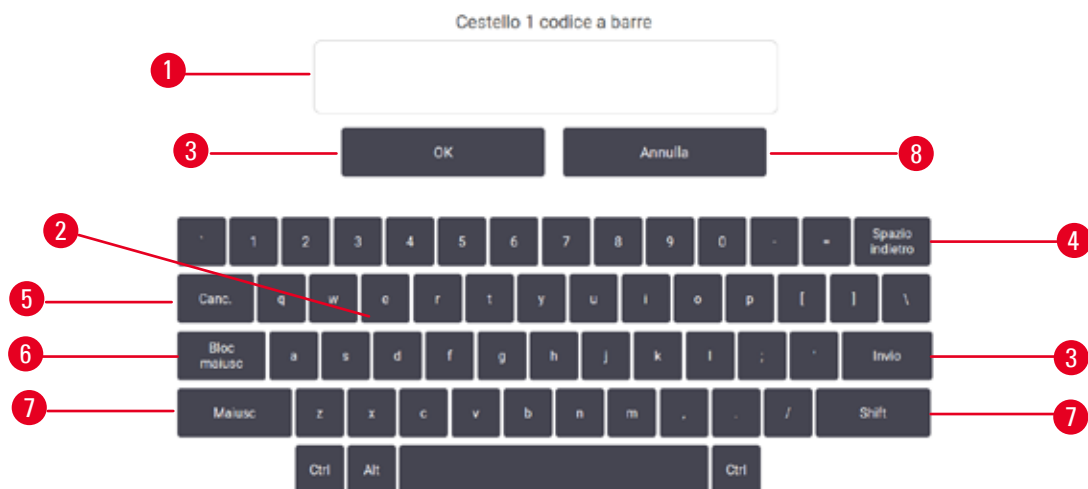 Cestello 1 codice a barre
1
3 OK Annulla 8
2
` 1 2 3 4 5 6 7 8 9 0 - = Spazio indietro 4
5 Canc. q w e r t y u i o p [ ] \
6 Bloc maiusc a s d f g h j k l ; ' Invio 3
7 Maiusc z x c v b n m , . / Shift 7
Ctrl Alt Ctrl